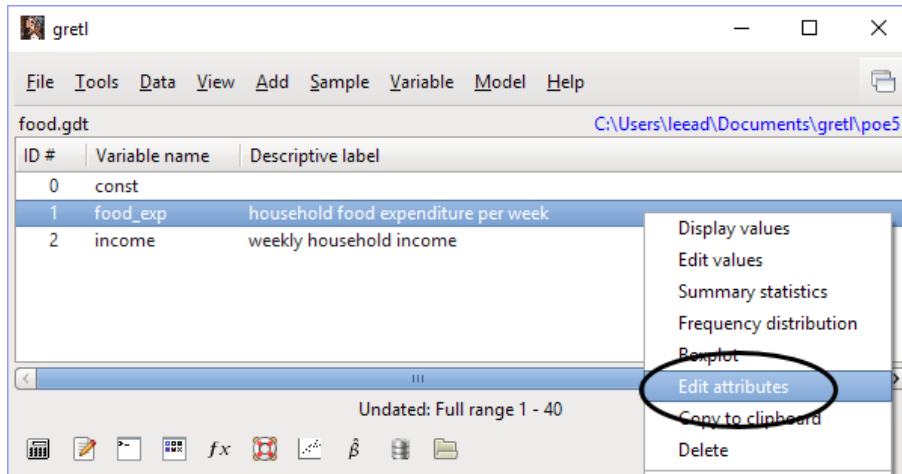 gretl
File Tools Data View Add Sample Variable Model Help
food.gdt C:\Users\leead\Documents\gretl\poe5
ID # Variable name Descriptive label
0 const
1 food_exp household food expenditure per week
2 income weekly household income
Display values
Edit values
Summary statistics
Frequency distribution
Boxplot
Edit attributes
Copy to clipboard
Delete
Undated: Full range 1 - 40
fx β̂